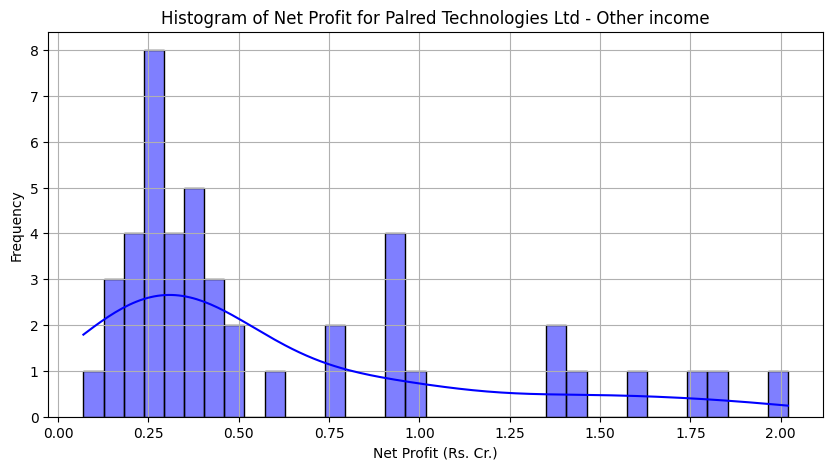 Histogram of Net Profit for Palred Technologies Ltd - Other income
8
7
6
5
4
3
2
1
0
Frequency
0.00 0.25 0.50 0.75 1.00 1.25 1.50 1.75 2.00
Net Profit (Rs. Cr.)